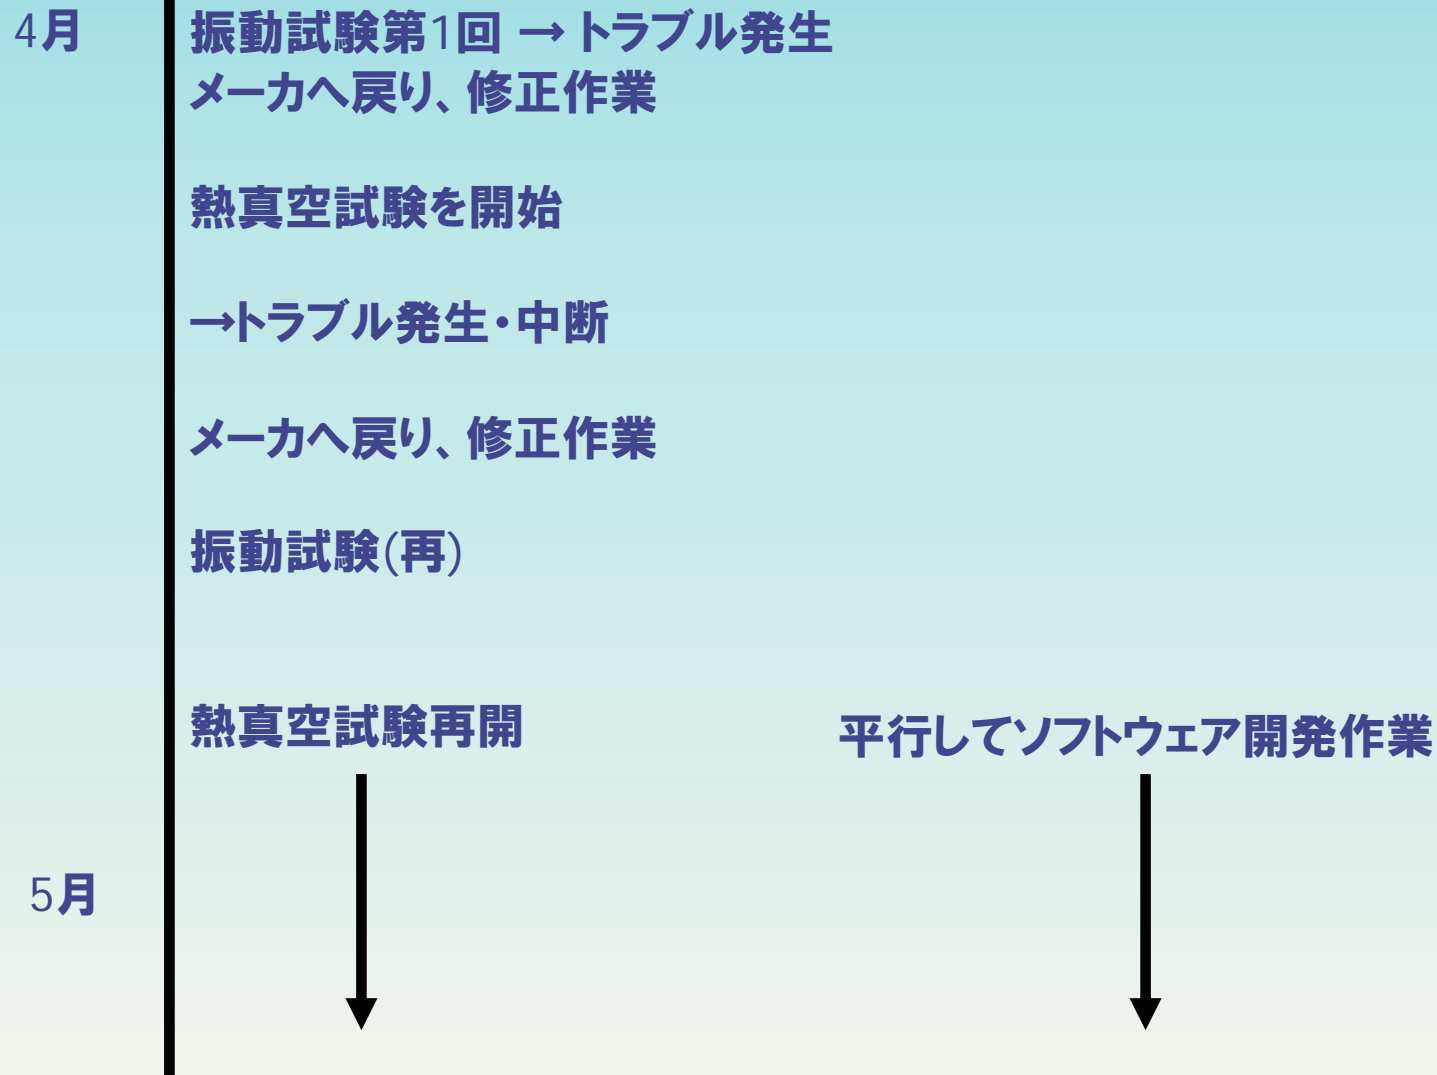 4月 振動試験第1回 → トラブル発生
メーカへ戻り、修正作業
熱真空試験を開始
→トラブル発生・中断
メーカへ戻り、修正作業
振動試験(再)
熱真空試験再開 平行してソフトウェア開発作業
5月